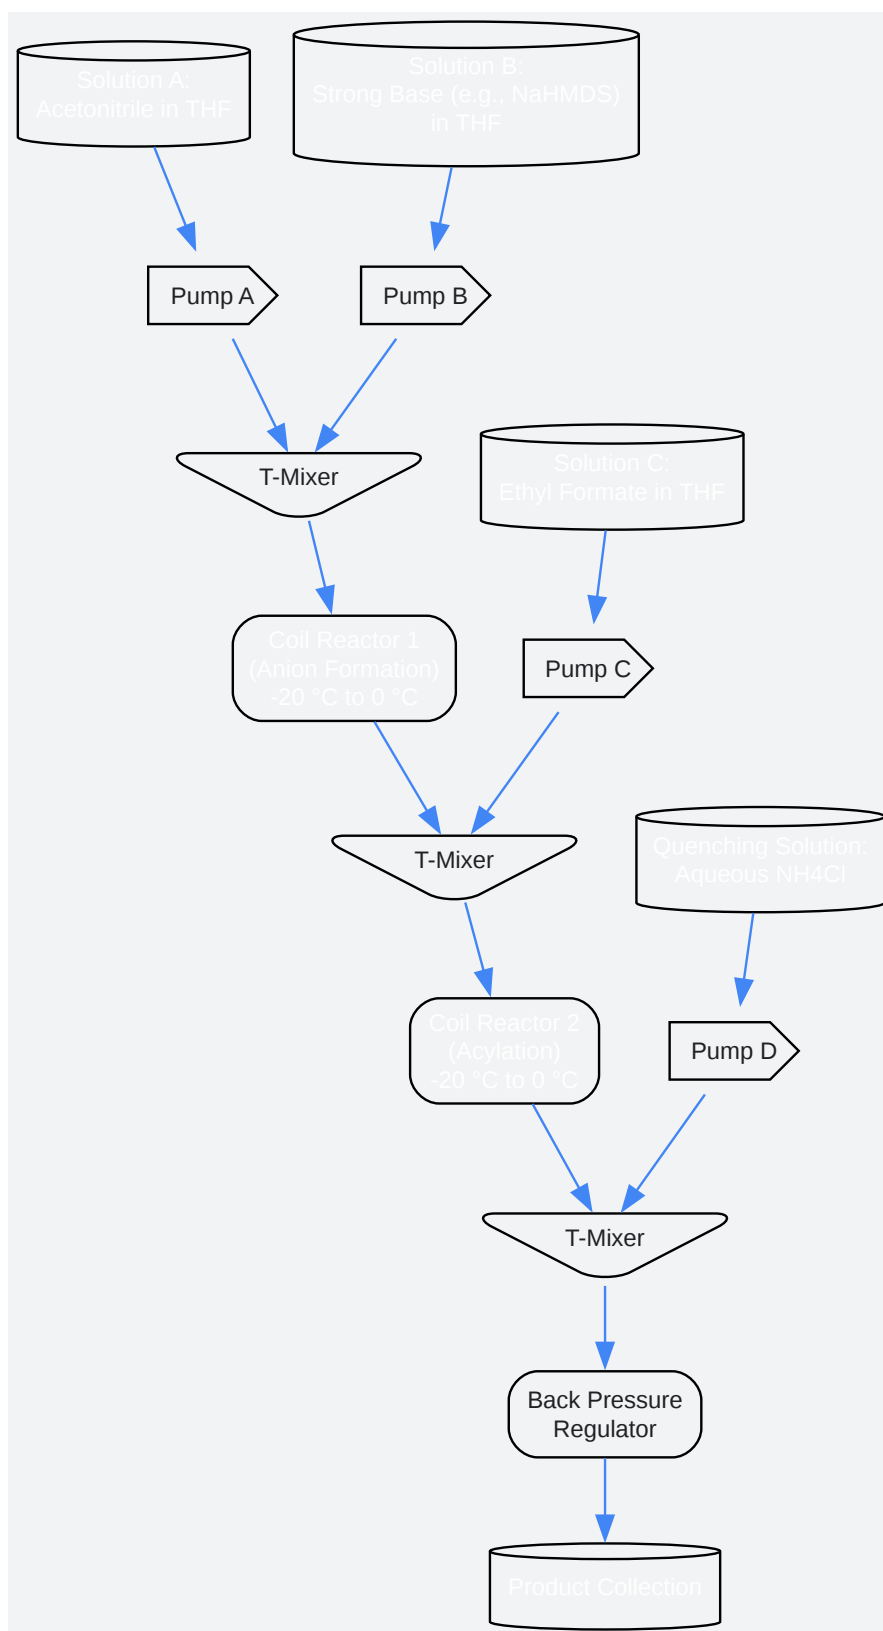 Solution A:
Acetonitrile in THF
Solution B:
Strong Base (e.g., NaHMDS)
in THF
Pump A
Pump B
T-Mixer
Solution C:
Ethyl Formate in THF
Coil Reactor 1
(Anion Formation)
-20 °C to 0 °C
Pump C
T-Mixer
Quenching Solution:
Aqueous NH4Cl
Coil Reactor 2
(Acylation)
-20 °C to 0 °C
Pump D
T-Mixer
Back Pressure
Regulator
Product Collection